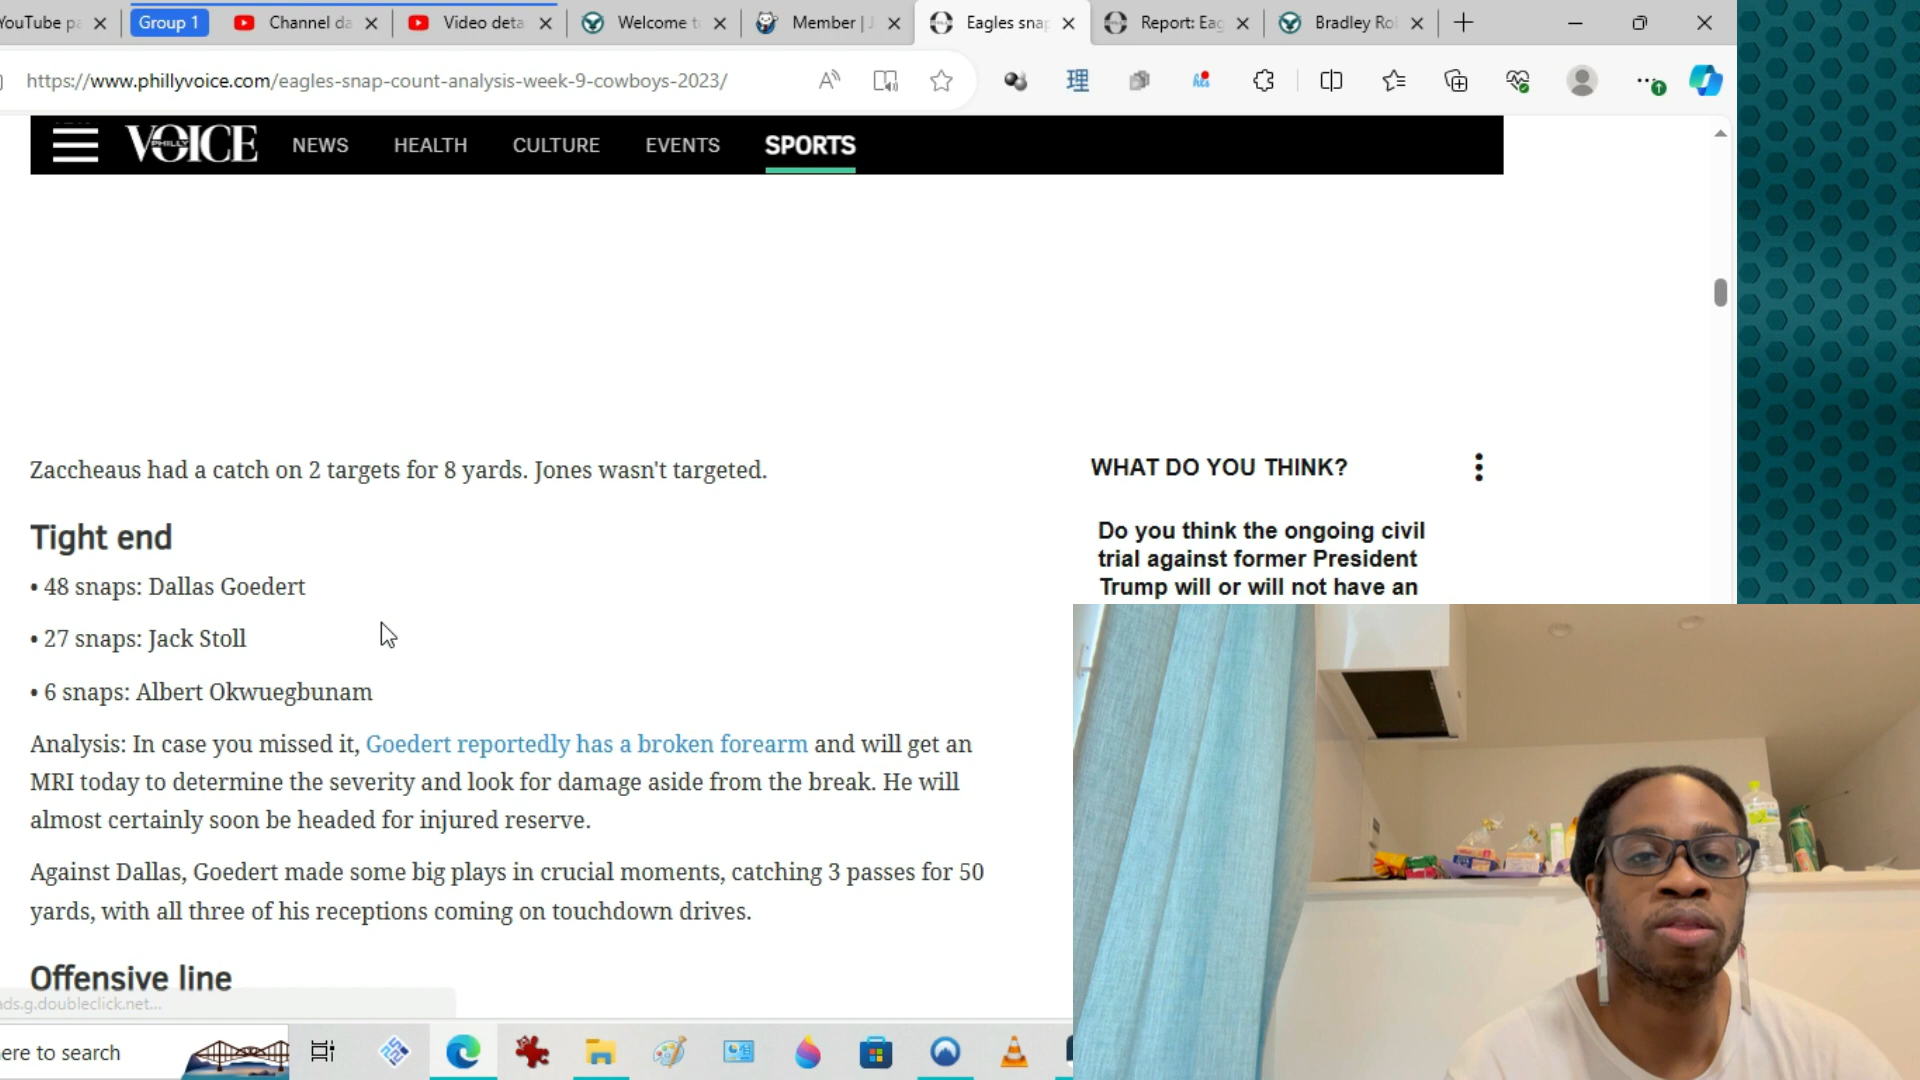 YouTube pa
Group 1
Channel da
Video deta
Welcome t
Member | J
Eagles snap
Report: Eag
Bradley Ro
https://www.phillyvoice.com/eagles-snap-count-analysis-week-9-cowboys-2023/
PHILLY VOICE
NEWS
HEALTH
CULTURE
EVENTS
SPORTS
Zaccheaus had a catch on 2 targets for 8 yards. Jones wasn't targeted.
Tight end
• 48 snaps: Dallas Goedert
• 27 snaps: Jack Stoll
• 6 snaps: Albert Okwuegbunam
Analysis: In case you missed it, Goedert reportedly has a broken forearm and will get an
MRI today to determine the severity and look for damage aside from the break. He will
almost certainly soon be headed for injured reserve.
Against Dallas, Goedert made some big plays in crucial moments, catching 3 passes for 50
yards, with all three of his receptions coming on touchdown drives.
Offensive line
WHAT DO YOU THINK?
Do you think the ongoing civil
trial against former President
Trump will or will not have an
ads.g.doubleclick.net...
ere to search